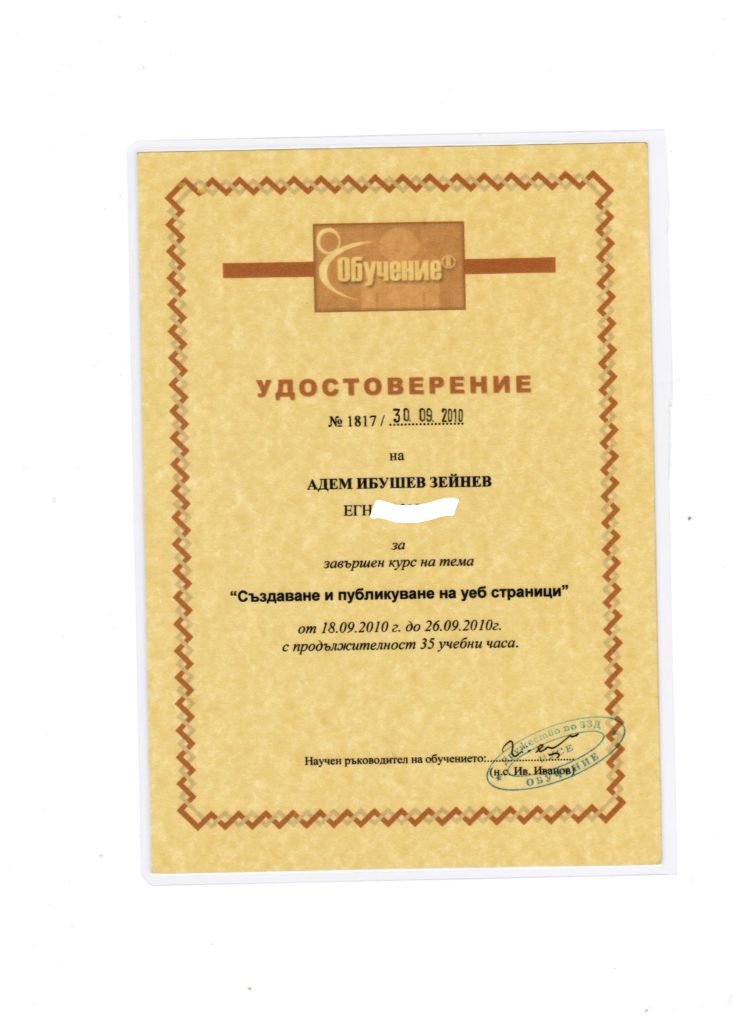 Обучение®
УДОСТОВЕРЕНИЕ
№ 1817 / 30. 09. 2010
на
АДЕМ ИБУШЕВ ЗЕЙНЕВ
ЕГН
за
завършен курс на тема
“Създаване и публикуване на уеб страници”
от 18.09.2010 г. до 26.09.2010г.
с продължителност 35 учебни часа.
Научен ръководител на обучението:
(н.с. Ив. Иванов)
по ЗЗД
ОБУЧЕНИЕ